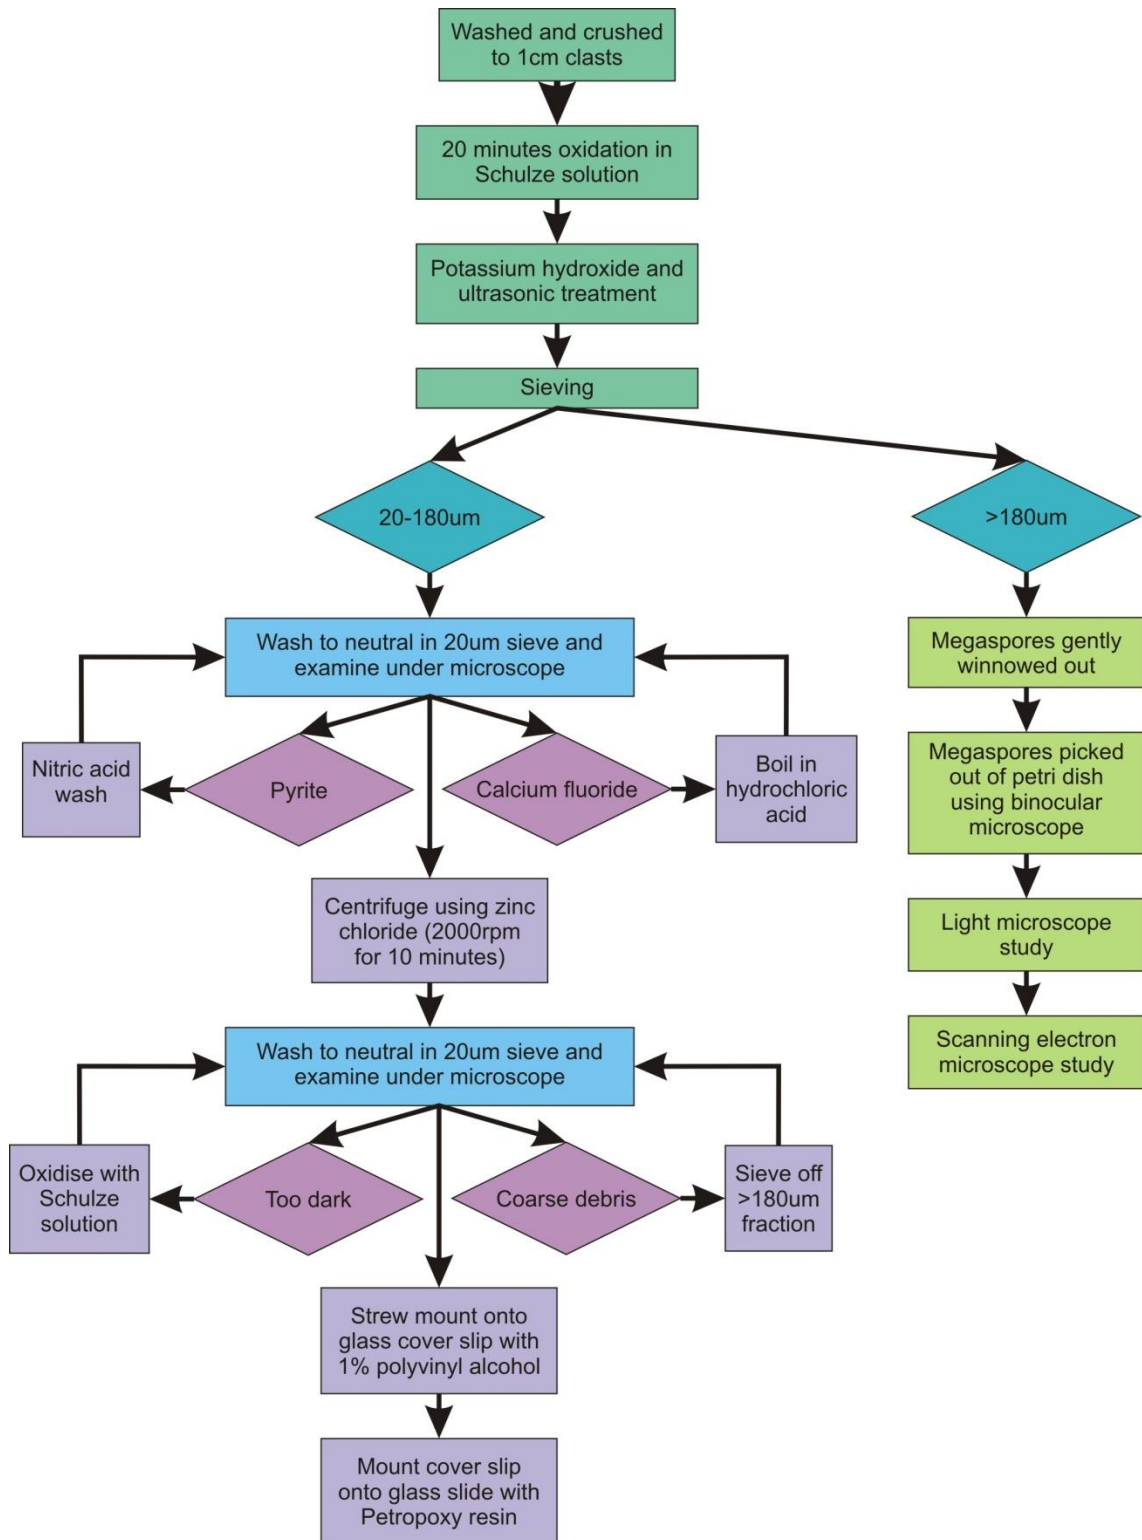 Washed and crushed
to 1cm clasts
20 minutes oxidation in
Schulze solution
Potassium hydroxide and
ultrasonic treatment
Sieving
20-180um
>180um
Wash to neutral in 20um sieve and
examine under microscope
Nitric acid
wash
Pyrite
Calcium fluoride
Boil in
hydrochloric
acid
Centrifuge using zinc
chloride (2000rpm
for 10 minutes)
Wash to neutral in 20um sieve and
examine under microscope
Oxidise with
Schulze
solution
Too dark
Coarse debris
Sieve off
>180um
fraction
Strew mount onto
glass cover slip with
1% polyvinyl alcohol
Mount cover slip
onto glass slide with
Petropoxy resin
Megaspores gently
winnowed out
Megaspores picked
out of petri dish
using binocular
microscope
Light microscope
study
Scanning electron
microscope study